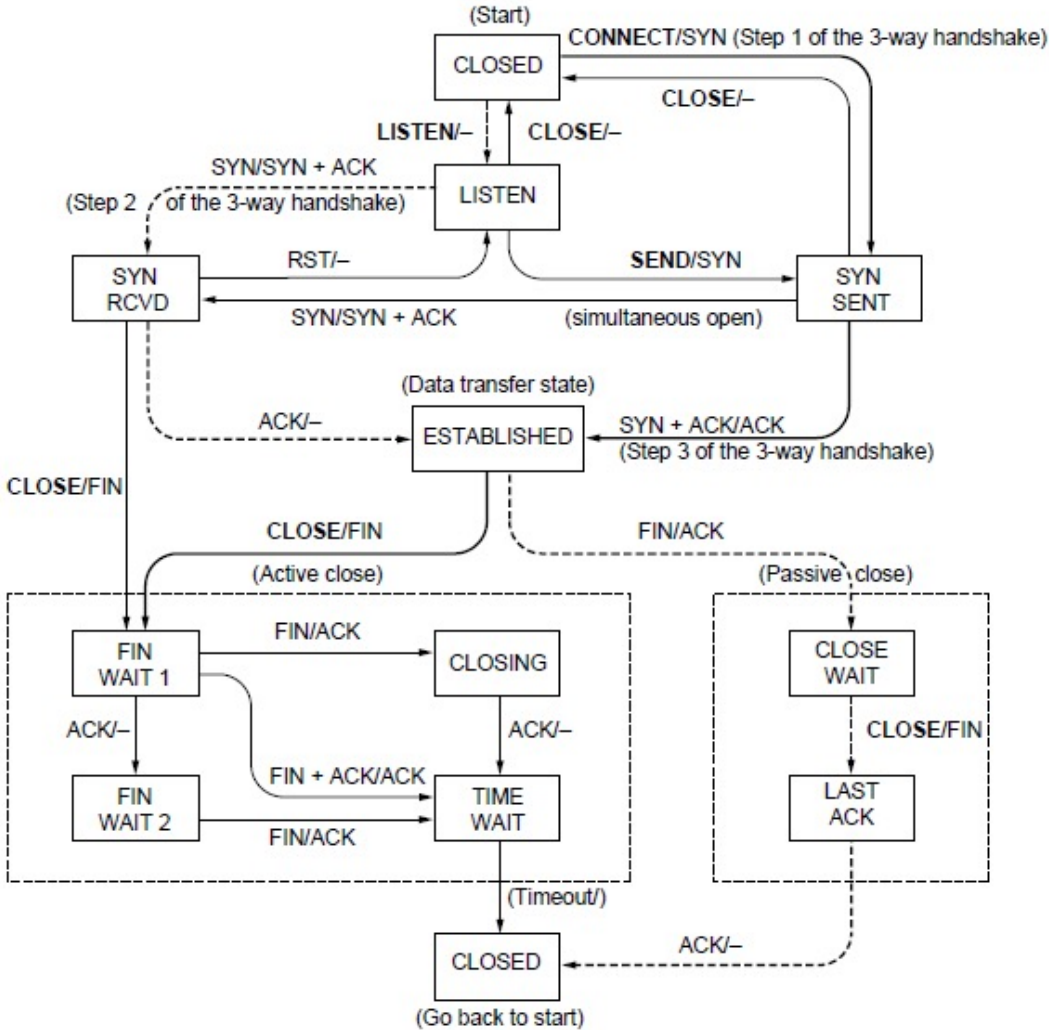 (Start)
CONNECT/SYN (Step 1 of the 3-way handshake)
CLOSED
CLOSE/–
LISTEN/–
CLOSE/–
SYN/SYN + ACK
LISTEN
(Step 2 of the 3-way handshake)
RST/–
SEND/SYN
SYN
RCVD
SYN
SENT
SYN/SYN + ACK
(simultaneous open)
(Data transfer state)
ACK/–
ESTABLISHED
SYN + ACK/ACK
(Step 3 of the 3-way handshake)
CLOSE/FIN
CLOSE/FIN
FIN/ACK
(Active close)
(Passive close)
FIN/ACK
FIN
WAIT 1
CLOSING
CLOSE
WAIT
ACK/–
ACK/–
CLOSE/FIN
FIN + ACK/ACK
FIN
WAIT 2
TIME
WAIT
LAST
ACK
FIN/ACK
(Timeout/)
ACK/–
CLOSED
(Go back to start)